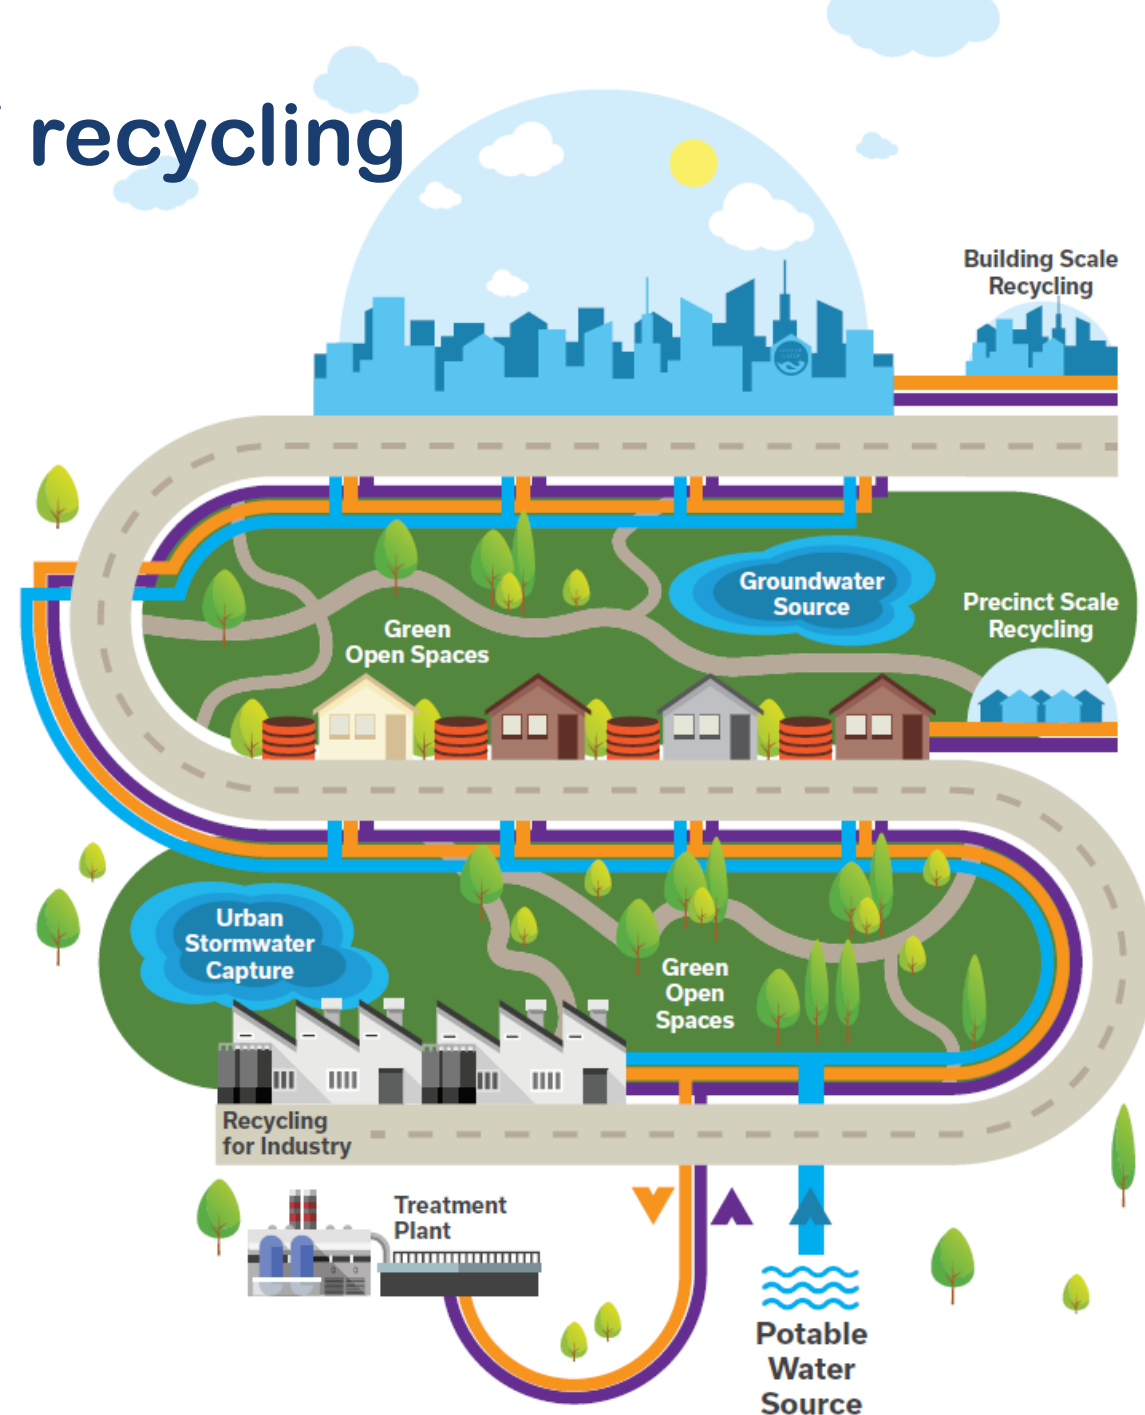 recycling
Building Scale
Recycling
Groundwater
Source
Precinct Scale
Recycling
Green
Open Spaces
Urban
Stormwater
Capture
Green
Open
Spaces
Recycling
for Industry
Treatment
Plant
Potable
Water
Source